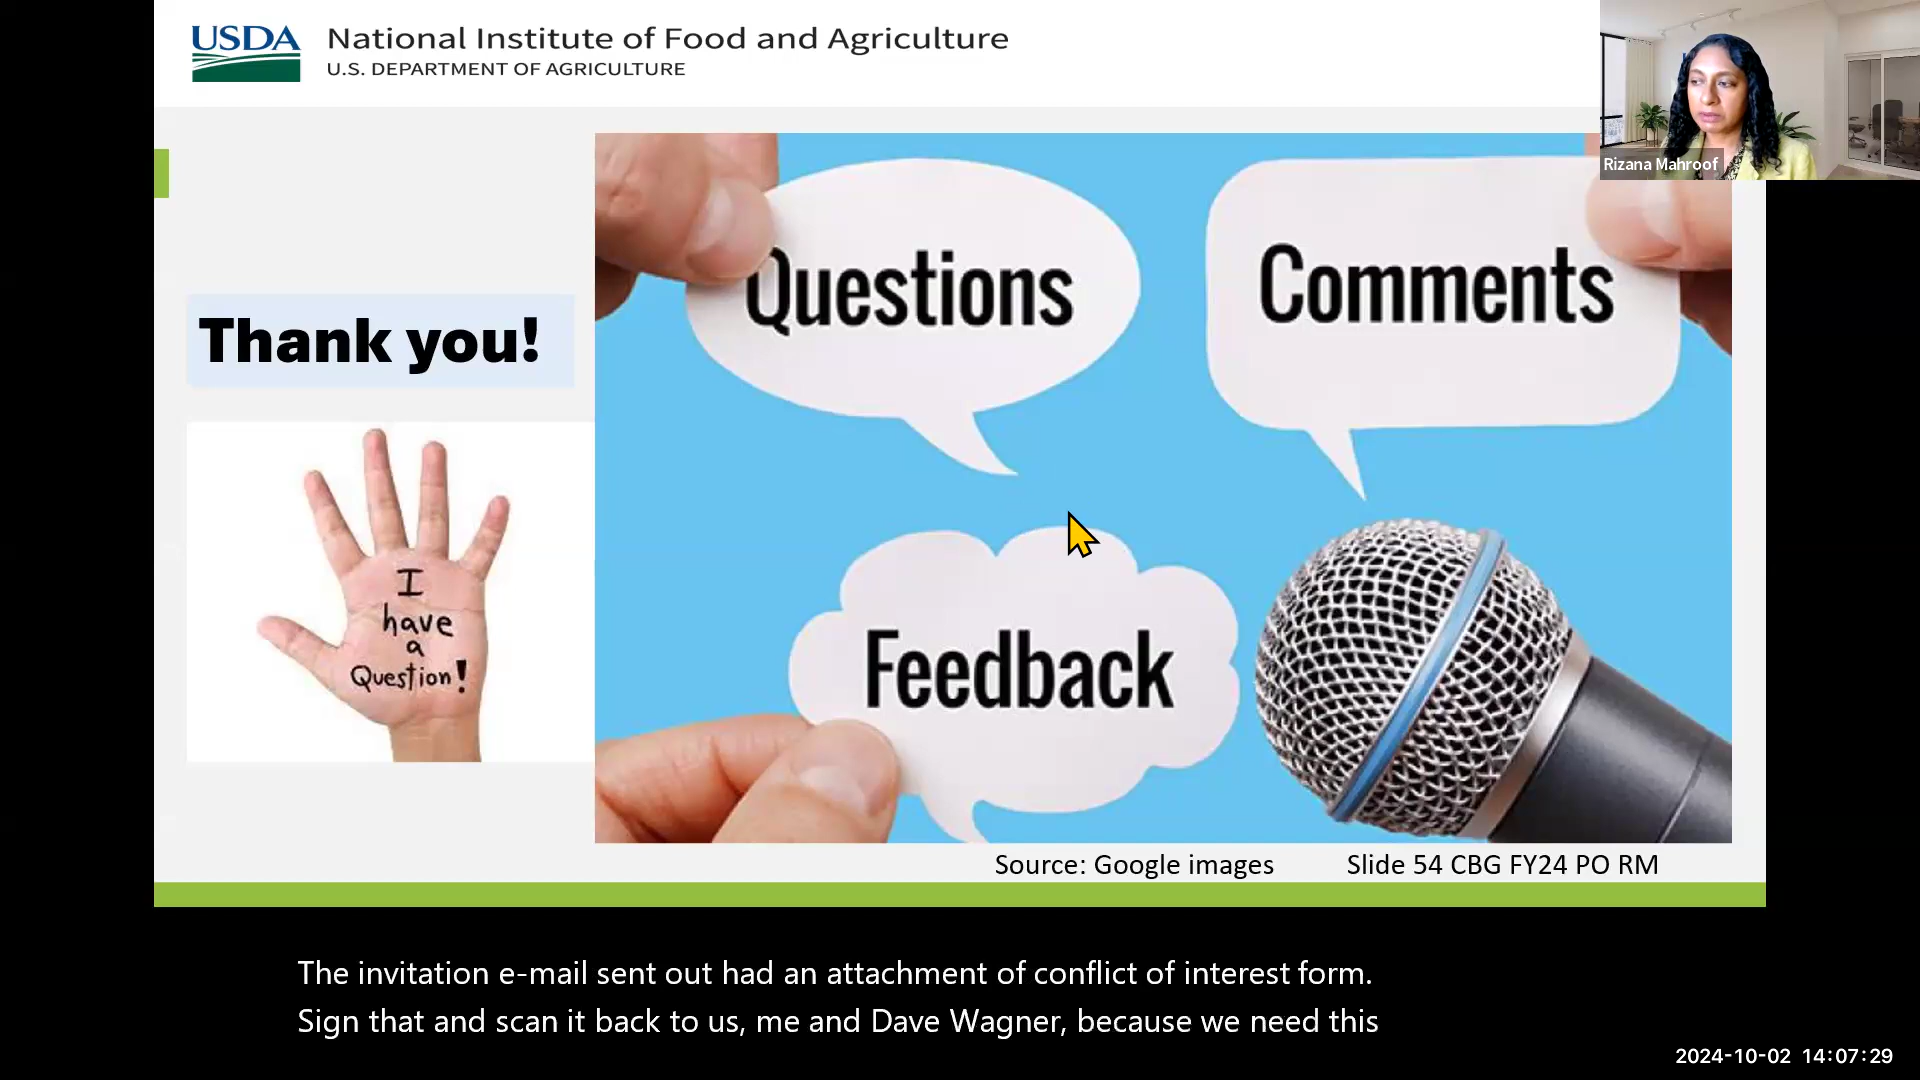 USDA
National Institute of Food and Agriculture
U.S. DEPARTMENT OF AGRICULTURE
Rizana Mahroof
Questions
Comments
Thank you!
I
have
a
Question!
Feedback
Source: Google images
Slide 54 CBG FY24 PO RM
The invitation e-mail sent out had an attachment of conflict of interest form.
Sign that and scan it back to us, me and Dave Wagner, because we need this
2024-10-02 14:07:29